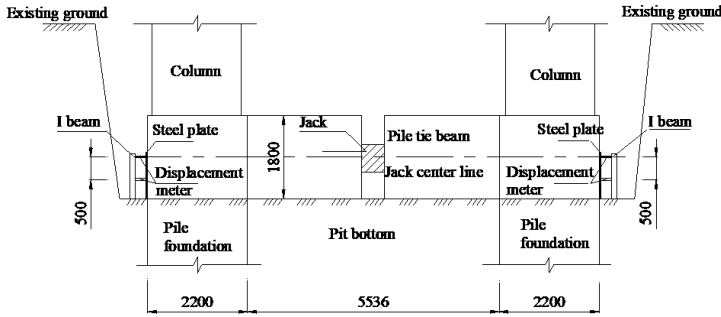 Existing ground
Existing ground
Column
Column
I beam
Steel plate
Jack
Pile tie beam
Steel plate
I beam
1800
Displacement
meter
Jack center line
Displacement
meter
500
500
Pile
foundation
Pit bottom
Pile
foundation
2200
5536
2200